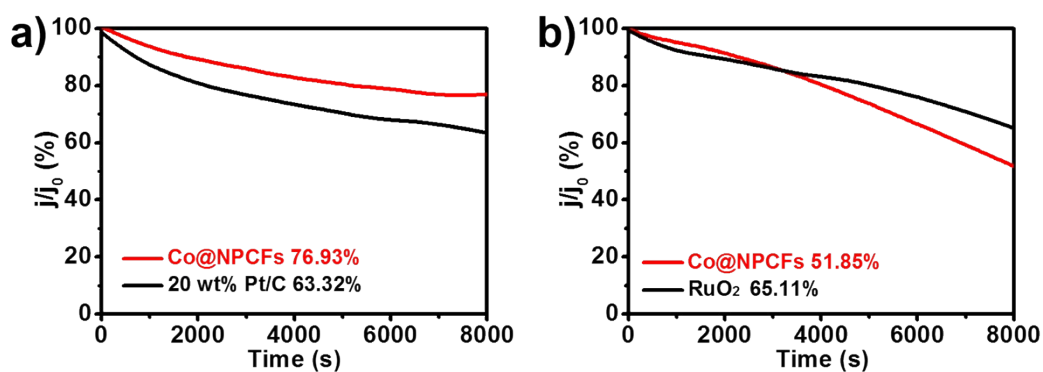 a)
100
80
60
40
20
0
j/j₀ (%)
Co@NPCFs 76.93%
20 wt% Pt/C 63.32%
0 2000 4000 6000 8000
Time (s)
b)
100
80
60
40
20
0
j/j₀ (%)
Co@NPCFs 51.85%
RuO₂ 65.11%
0 2000 4000 6000 8000
Time (s)